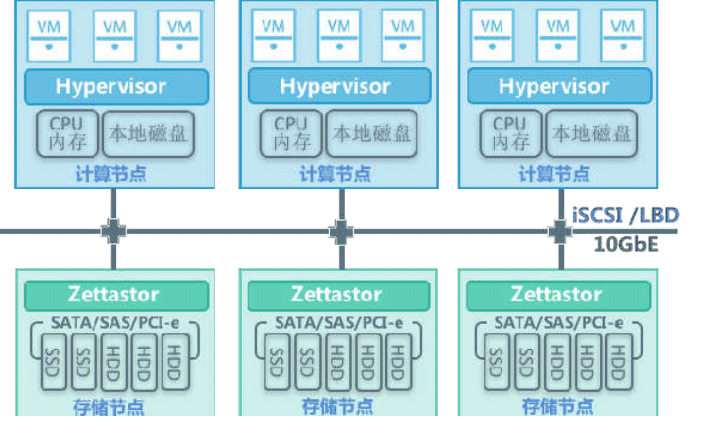 VM VM VM VM VM VM VM VM VM
Hypervisor Hypervisor Hypervisor
CPU 内存 本地磁盘 CPU 内存 本地磁盘 CPU 内存 本地磁盘
计算节点 计算节点 计算节点
iSCSI /LBD
10GbE
Zettastor Zettastor Zettastor
SATA/SAS/PCI-e SATA/SAS/PCI-e SATA/SAS/PCI-e
SSD SSD HDD HDD HDD SSD SSD HDD HDD HDD SSD SSD HDD HDD HDD
存储节点 存储节点 存储节点